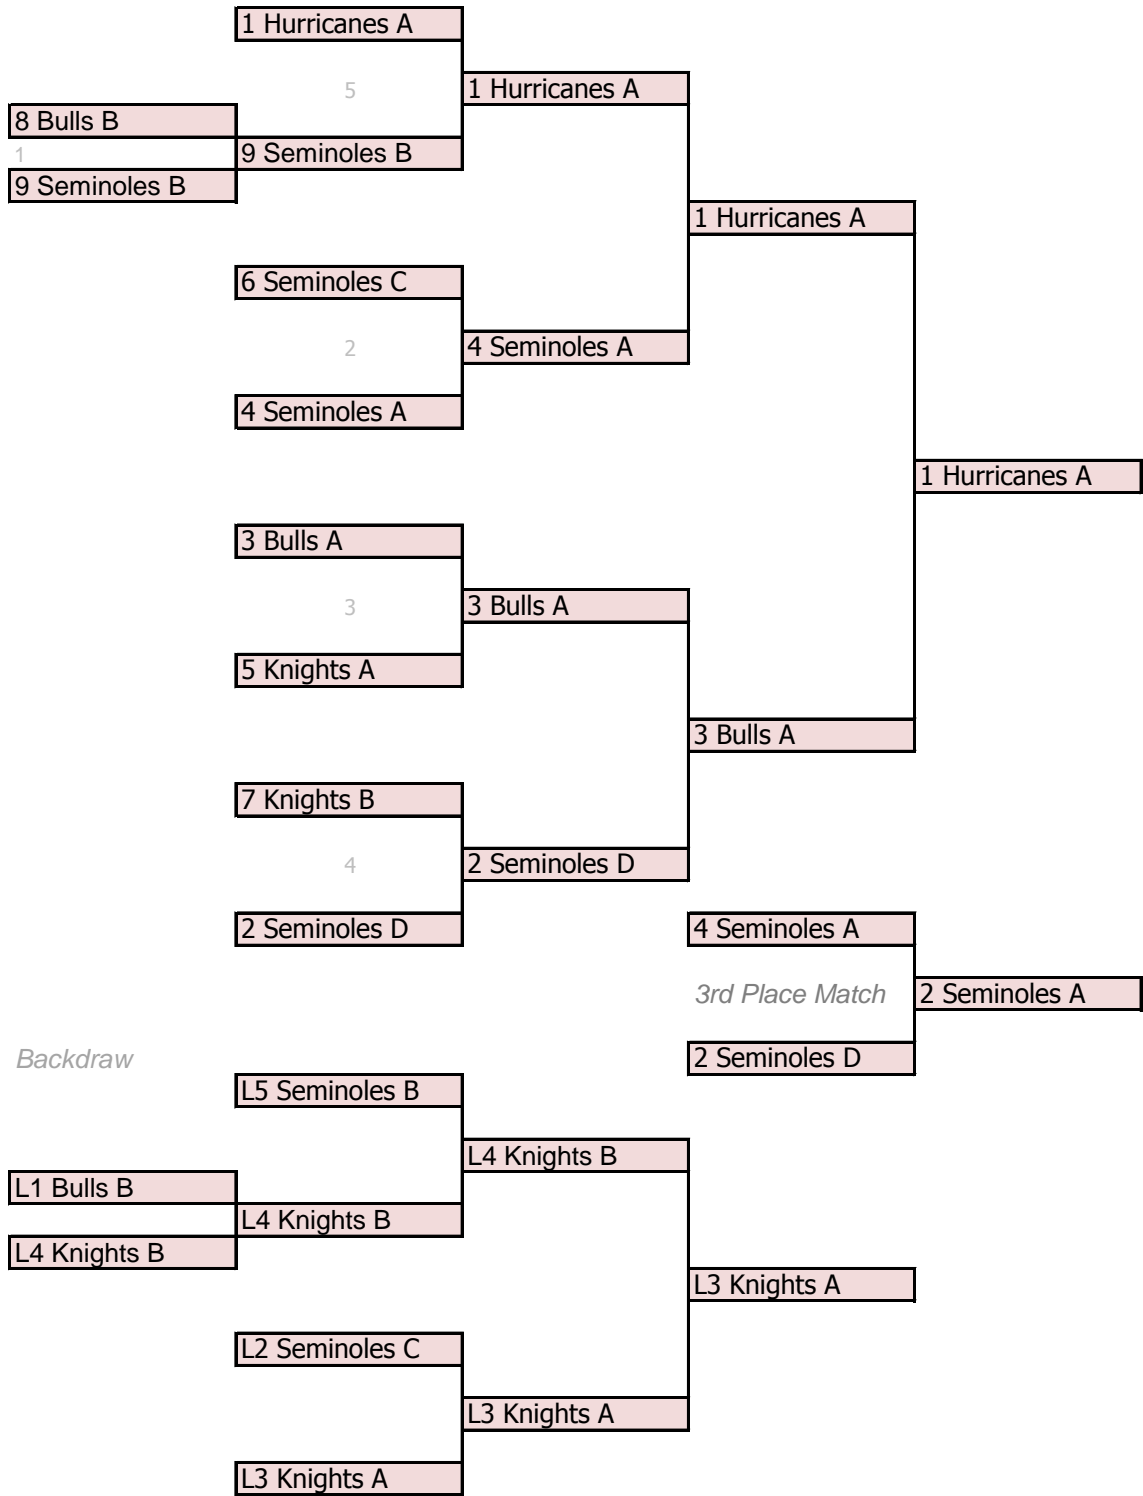 1 Hurricanes A
5
1 Hurricanes A
8 Bulls B
1
9 Seminoles B
9 Seminoles B
1 Hurricanes A
6 Seminoles C
2
4 Seminoles A
4 Seminoles A
1 Hurricanes A
3 Bulls A
3
3 Bulls A
5 Knights A
3 Bulls A
7 Knights B
4
2 Seminoles D
2 Seminoles D
4 Seminoles A
3rd Place Match
2 Seminoles A
2 Seminoles D
Backdraw
L5 Seminoles B
L4 Knights B
L1 Bulls B
L4 Knights B
L4 Knights B
L3 Knights A
L2 Seminoles C
L3 Knights A
L3 Knights A